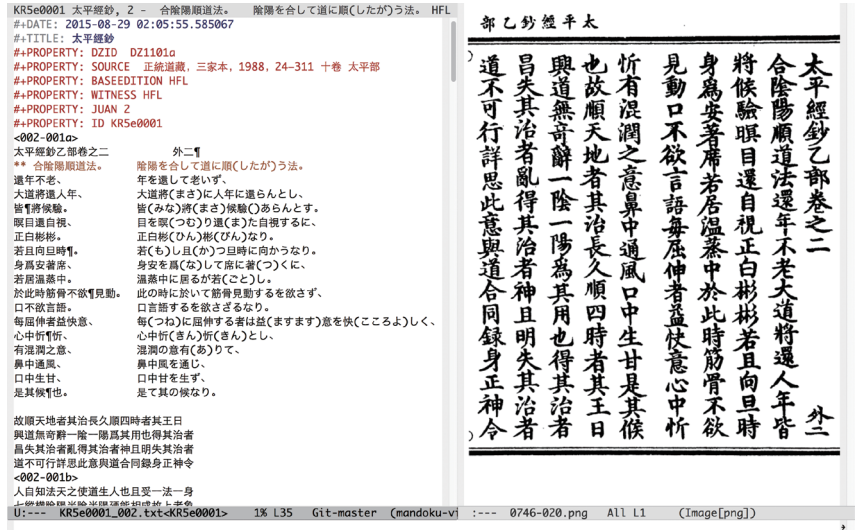 KR5e0001 太平經鈔, 2 - 合陰陽順道法。 陰陽を合して道に順(したが)う法。 HFL
#+DATE: 2015-08-29 02:05:55.585067
#+TITLE: 太平經鈔
#+PROPERTY: DZID DZ1101a
#+PROPERTY: SOURCE 正統道藏，三家本，1988, 24—311 十卷 太平部
#+PROPERTY: BASEEDITION HFL
#+PROPERTY: WITNESS HFL
#+PROPERTY: JUAN 2
#+PROPERTY: ID KR5e0001
<002-001a>
太平經鈔乙部卷之二 外二¶
** 合陰陽順道法。 陰陽を合して道に順(したが)う法。
還年不老、 年を還して老いず、
大道將還人年、 大道將(まさ)に人年に還らんとし、
皆¶將候驗。 皆(みな)將(まさ)候驗()あらんとす。
瞑目還自視、 目を瞑(つむ)り還(ま)た自視するに、
正白彬彬。 正白彬(ひん)彬(びん)なり。
若且向旦時¶。 若(も)し且(か)つ旦時に向かうなり。
身爲安著席、 身安を爲(な)して席に著(つ)くに、
若居溫蒸中。 溫蒸中に居るが若(ごと)し。
於此時筋骨不欲¶見動。 此の時に於いて筋骨見動するを欲さず、
口不欲言語。 口言語するを欲さざるなり。
每屈伸者益快意、 每(つね)に屈伸する者は益(ますます)意を快(こころよ)しく、
心中忻¶忻、 心中忻(きん)忻(きん)とし、
有混潤之意、 混潤の意有(あ)りて、
鼻中通風、 鼻中風を通じ、
口中生甘、 口中甘を生ず、
是其候¶也。 是て其の候なり。
故順天地者其治長久順四時者其王日
興道無奇辭一陰一陽爲其用也得其治者
昌失其治者亂得其治者神且明失其治者
道不可行詳思此意與道合同録身正神令
<002-001b>
人自知法天之使道生人也且受一法一身
U:--- KR5e0001_002.txt<KR5e0001> 1% L35 Git-master (mandoku-vi
太平經鈔乙部
太平經鈔乙部卷之二 外二
合陰陽順道法還年不老大道將還人年皆
將候驗瞑目還自視正白彬彬若且向旦時
身爲安著席若居溫蒸中於此時筋骨不欲
見動口不欲言語每屈伸者益快意心中忻
忻有混潤之意鼻中通風口中生甘是其候
也故順天地者其治長久順四時者其王日
興道無奇辭一陰一陽爲其用也得其治者
昌失其治者亂得其治者神且明失其治者
道不可行詳思此意與道合同録身正神令
:--- 0746-020.png All L1 (Image[png])